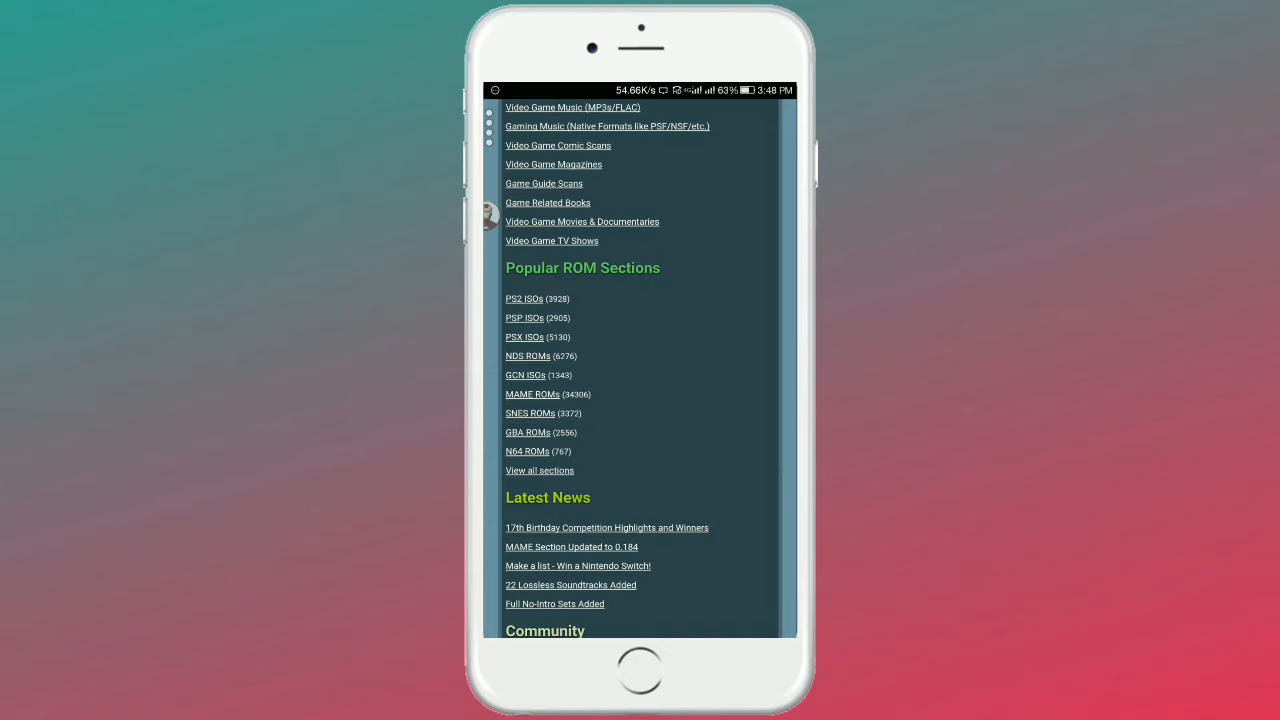 54.66K/s 4G 63% 3:48 PM
Video Game Music (MP3s/FLAC)
Gaming Music (Native Formats like PSF/NSF/etc.)
Video Game Comic Scans
Video Game Magazines
Game Guide Scans
Game Related Books
Video Game Movies & Documentaries
Video Game TV Shows
Popular ROM Sections
PS2 ISOs (3928)
PSP ISOs (2905)
PSX ISOs (5130)
NDS ROMs (6276)
GCN ISOs (1343)
MAME ROMs (34306)
SNES ROMs (3372)
GBA ROMs (2556)
N64 ROMs (767)
View all sections
Latest News
17th Birthday Competition Highlights and Winners
MAME Section Updated to 0.184
Make a list - Win a Nintendo Switch!
22 Lossless Soundtracks Added
Full No-Intro Sets Added
Community